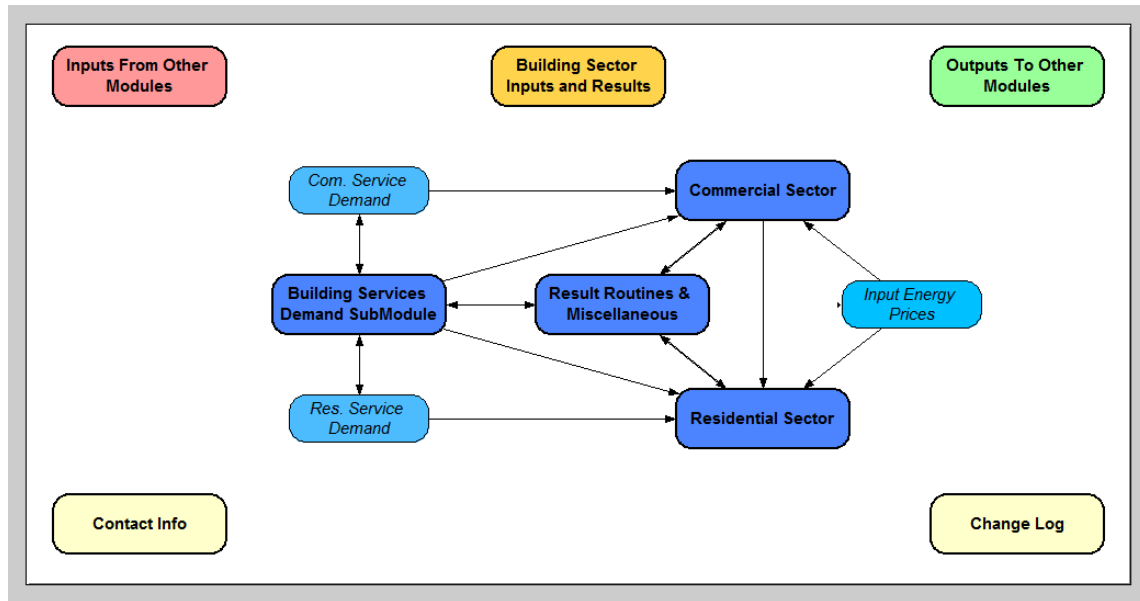 Inputs From Other
Modules
Building Sector
Inputs and Results
Outputs To Other
Modules
Com. Service
Demand
Commercial Sector
Building Services
Demand SubModule
Result Routines &
Miscellaneous
Input Energy
Prices
Res. Service
Demand
Residential Sector
Contact Info
Change Log